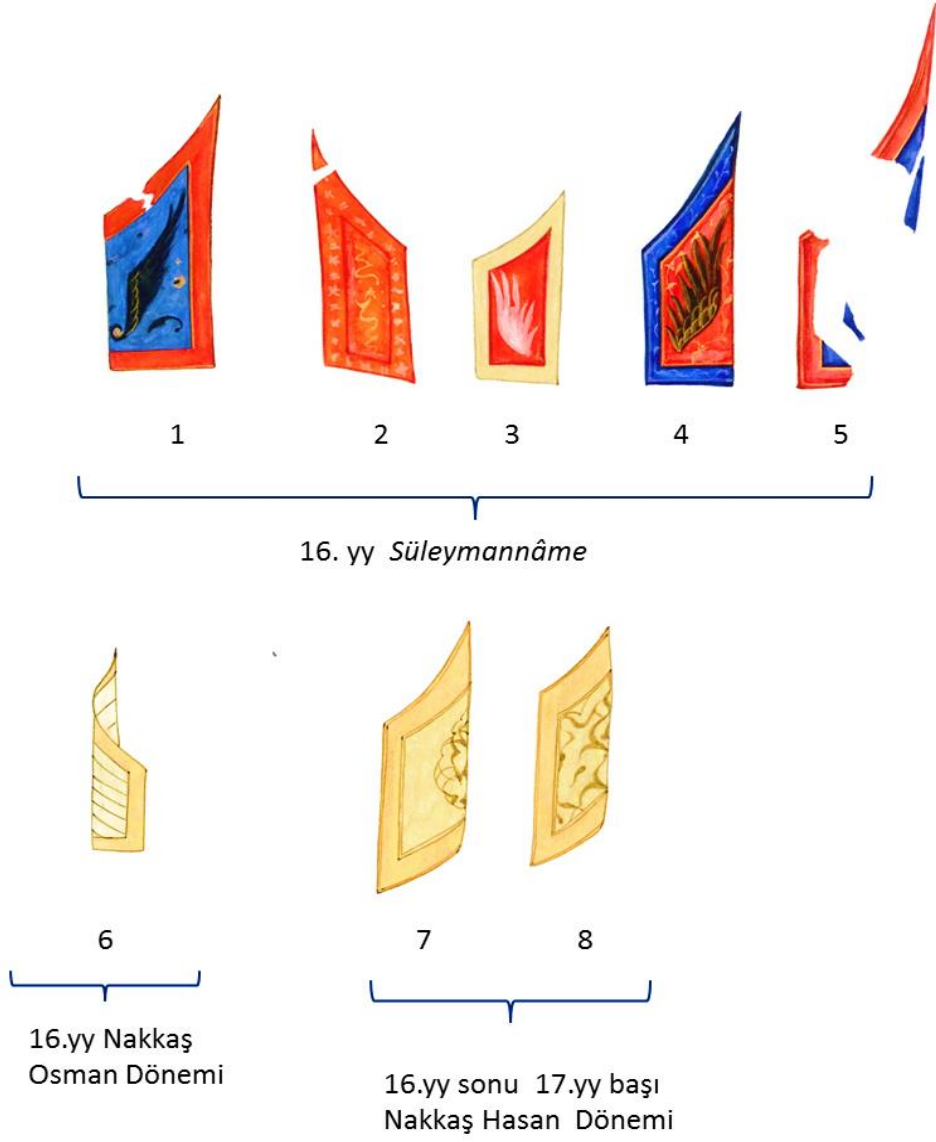 1 2 3 4 5
16. yy Süleymannâme
6 7 8
16.yy Nakkaş
Osman Dönemi
16.yy sonu 17.yy başı
Nakkaş Hasan Dönemi